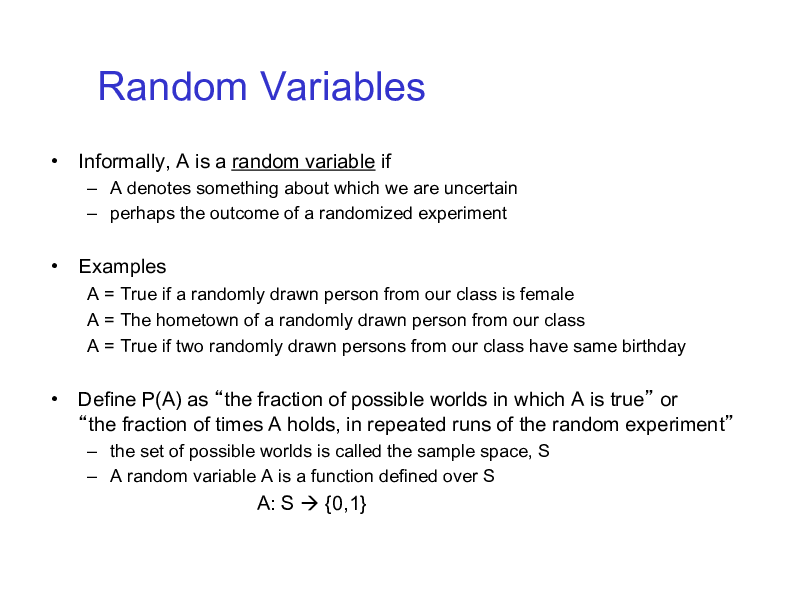 Random Variables
• Informally, A is a random variable if
– A denotes something about which we are uncertain
– perhaps the outcome of a randomized experiment
• Examples
A = True if a randomly drawn person from our class is female
A = The hometown of a randomly drawn person from our class
A = True if two randomly drawn persons from our class have same birthday
• Define P(A) as “the fraction of possible worlds in which A is true” or
“the fraction of times A holds, in repeated runs of the random experiment”
– the set of possible worlds is called the sample space, S
– A random variable A is a function defined over S
A: S → {0,1}